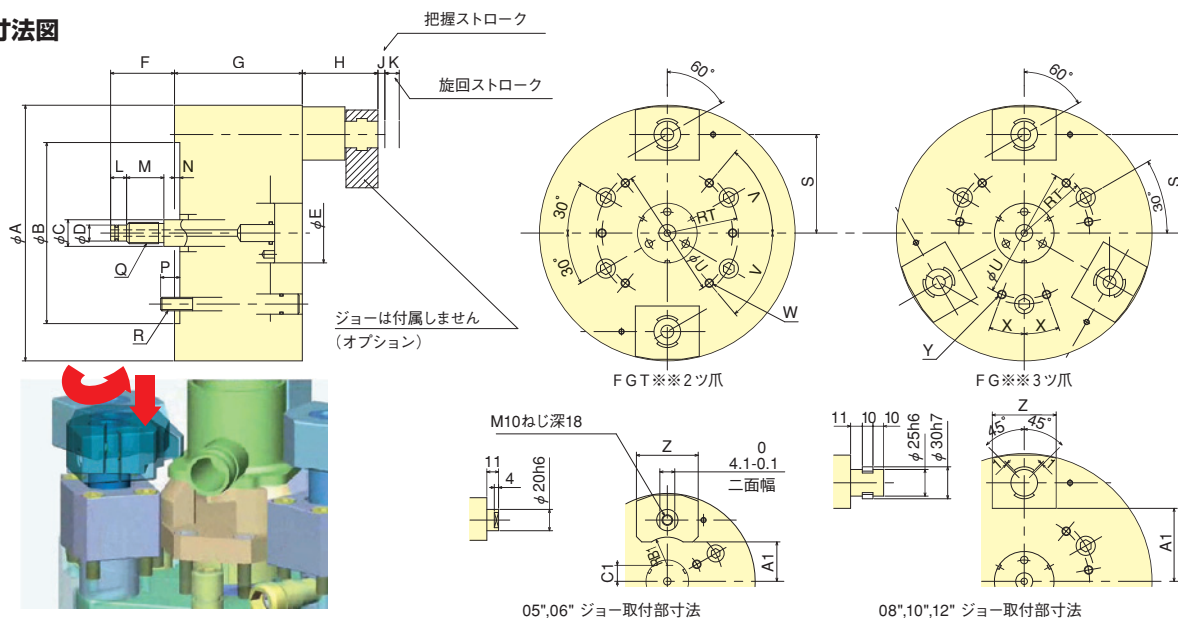 寸法図
把握ストローク
旋回ストローク
F G H J K
L M N
φA φB φC φD φE
Q P R
ジョーは付属しません
(オプション)
60°
S
30° 30°
RT
φU
V V
W
FGT※※2ツ爪
60°
S
30°
RT
φU
X X
Y
FG※※3ツ爪
M10ねじ深18
11
4
φ20h6
Z
0
4.1-0.1
二面幅
RB1
C1
A1
05",06" ジョー取付部寸法
11 10 10
φ25h6
φ30h7
Z
45° 45°
A1
08",10",12" ジョー取付部寸法